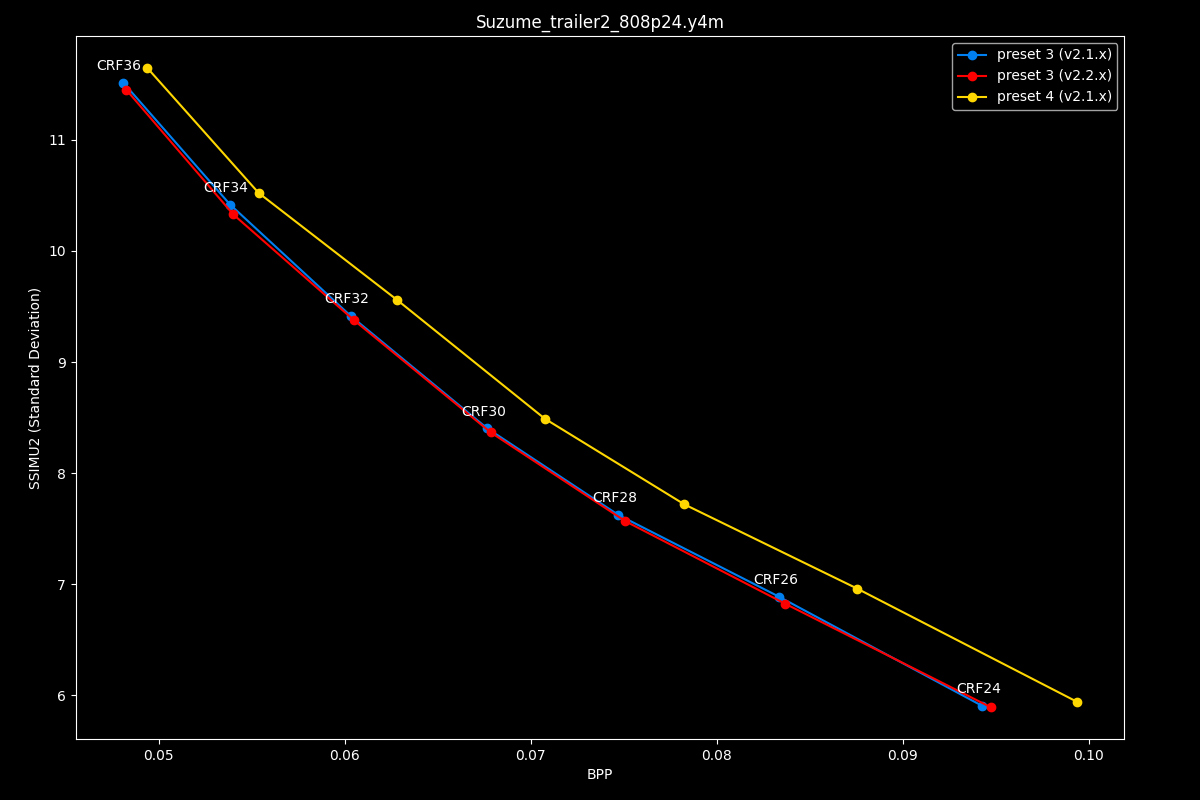 Suzume_trailer2_808p24.y4m
preset 3 (v2.1.x)
preset 3 (v2.2.x)
preset 4 (v2.1.x)
CRF36
CRF34
CRF32
CRF30
CRF28
CRF26
CRF24
SSIMU2 (Standard Deviation)
11
10
9
8
7
6
0.05
0.06
0.07
0.08
0.09
0.10
BPP